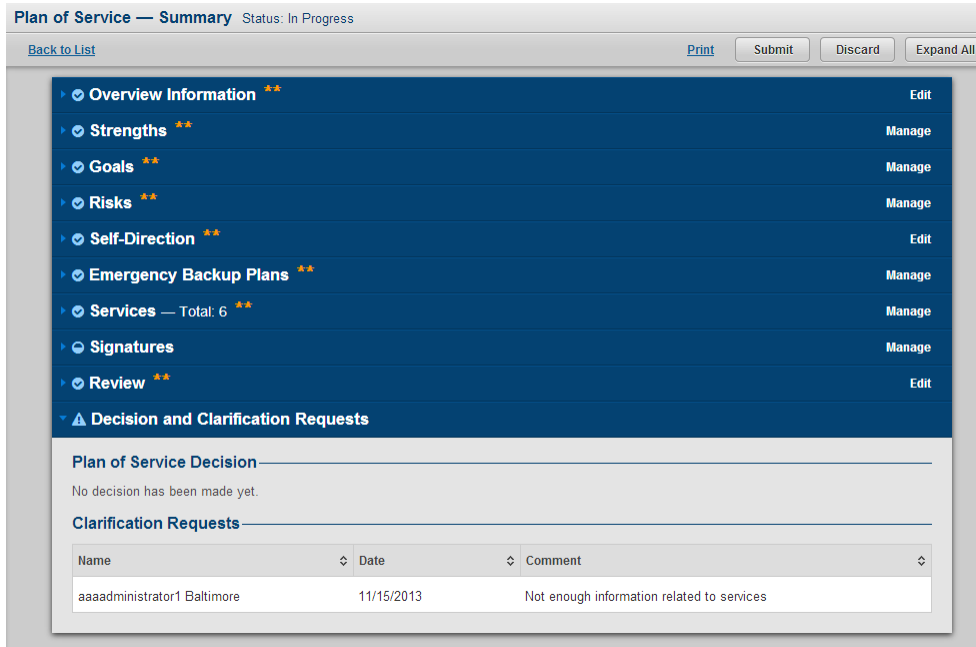 Plan of Service — Summary Status: In Progress
Back to List Print Submit Discard Expand All
Overview Information ** Edit
Strengths ** Manage
Goals ** Manage
Risks ** Manage
Self-Direction ** Edit
Emergency Backup Plans ** Manage
Services — Total: 6 ** Manage
Signatures Manage
Review ** Edit
Decision and Clarification Requests
Plan of Service Decision
No decision has been made yet.
Clarification Requests
Name Date Comment
aaaadministrator1 Baltimore 11/15/2013 Not enough information related to services